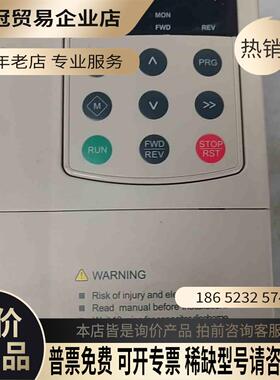 冠贸易企业店
年老店 专业服务
热销
MON
FWD REV
PRG
M
>>
RUN
FWD
REV
STOP
RST
WARNING
Risk of injury and ele
Read manual before
价
品
186 5232 574
本店皆是询价产品 拍前咨询客服
电票免费 可开专票 稀缺型号请咨